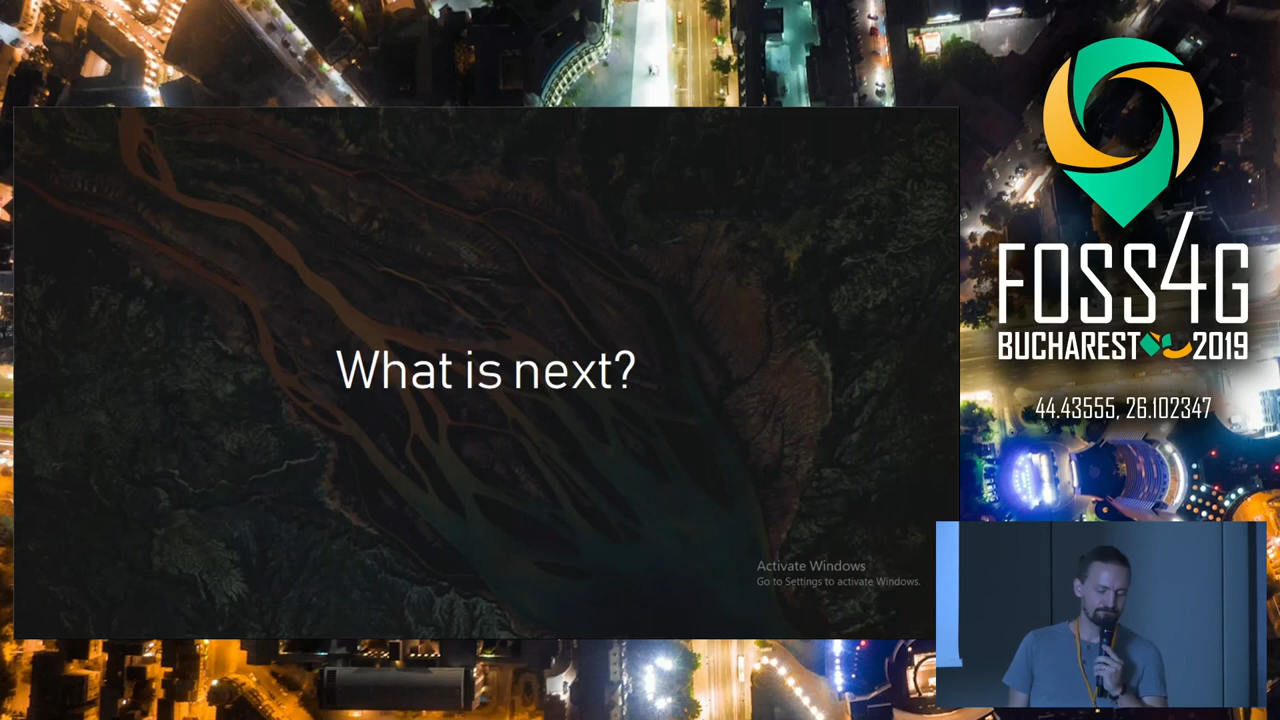 What is next?
Activate Windows
Go to Settings to activate Windows.
FOSS4G
BUCHAREST 2019
44.43555, 26.102347